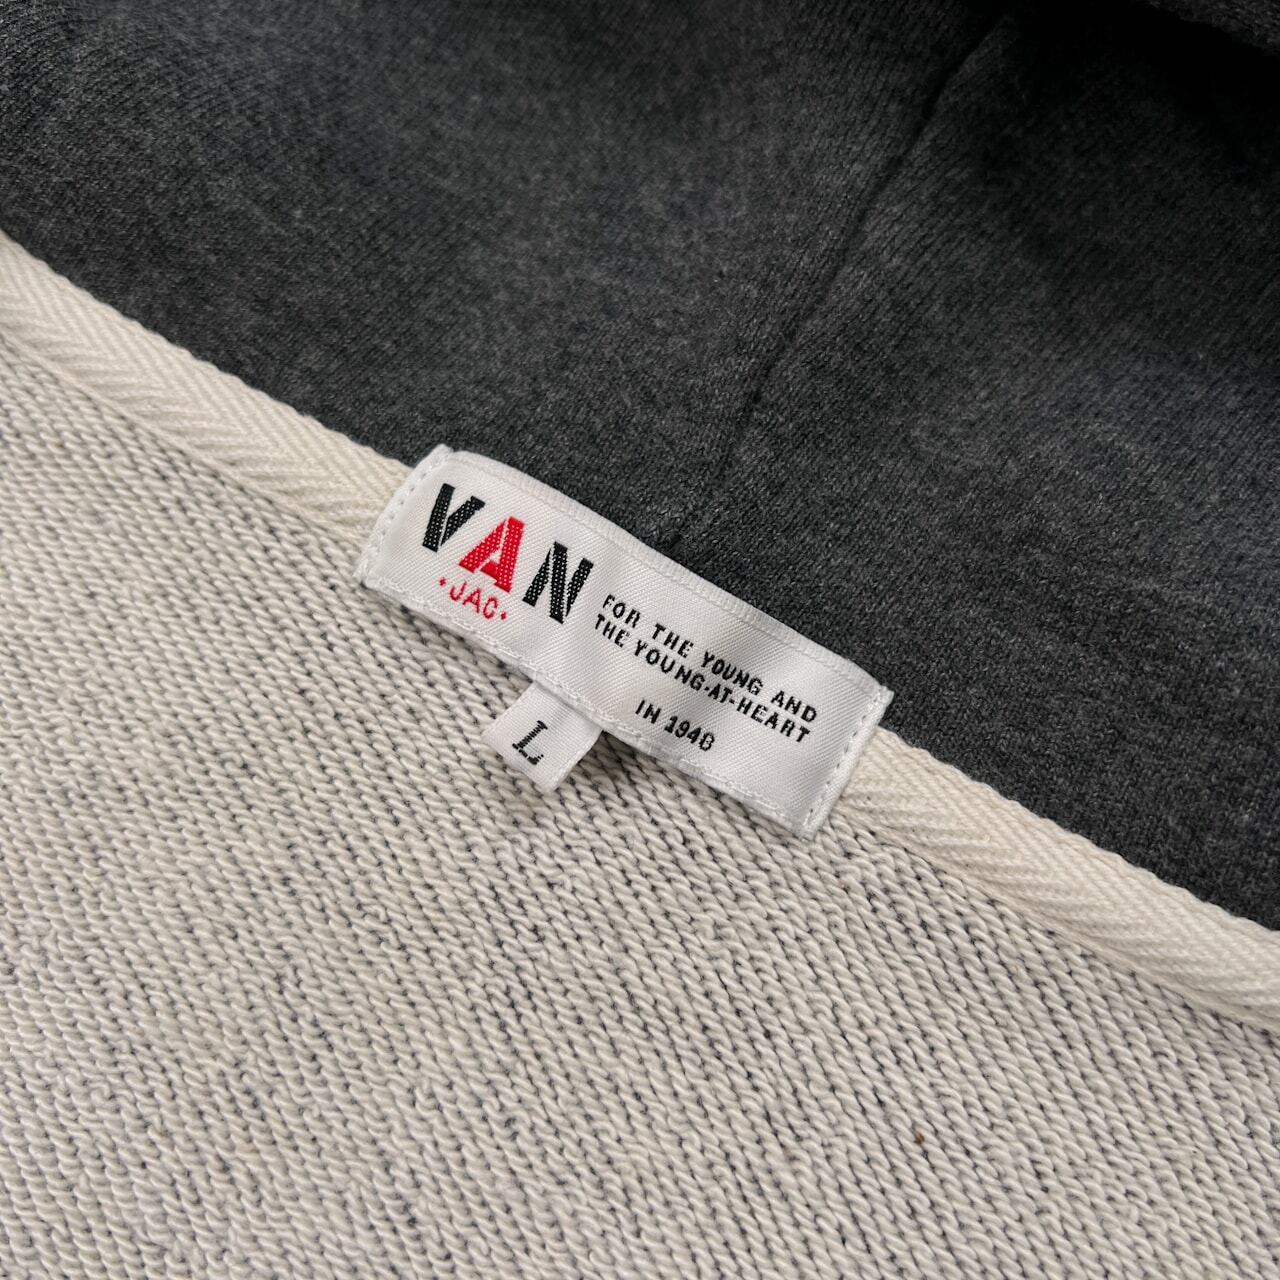 VAN
·JAC·
FOR THE YOUNG AND
THE YOUNG-AT-HEART
IN 1948
L